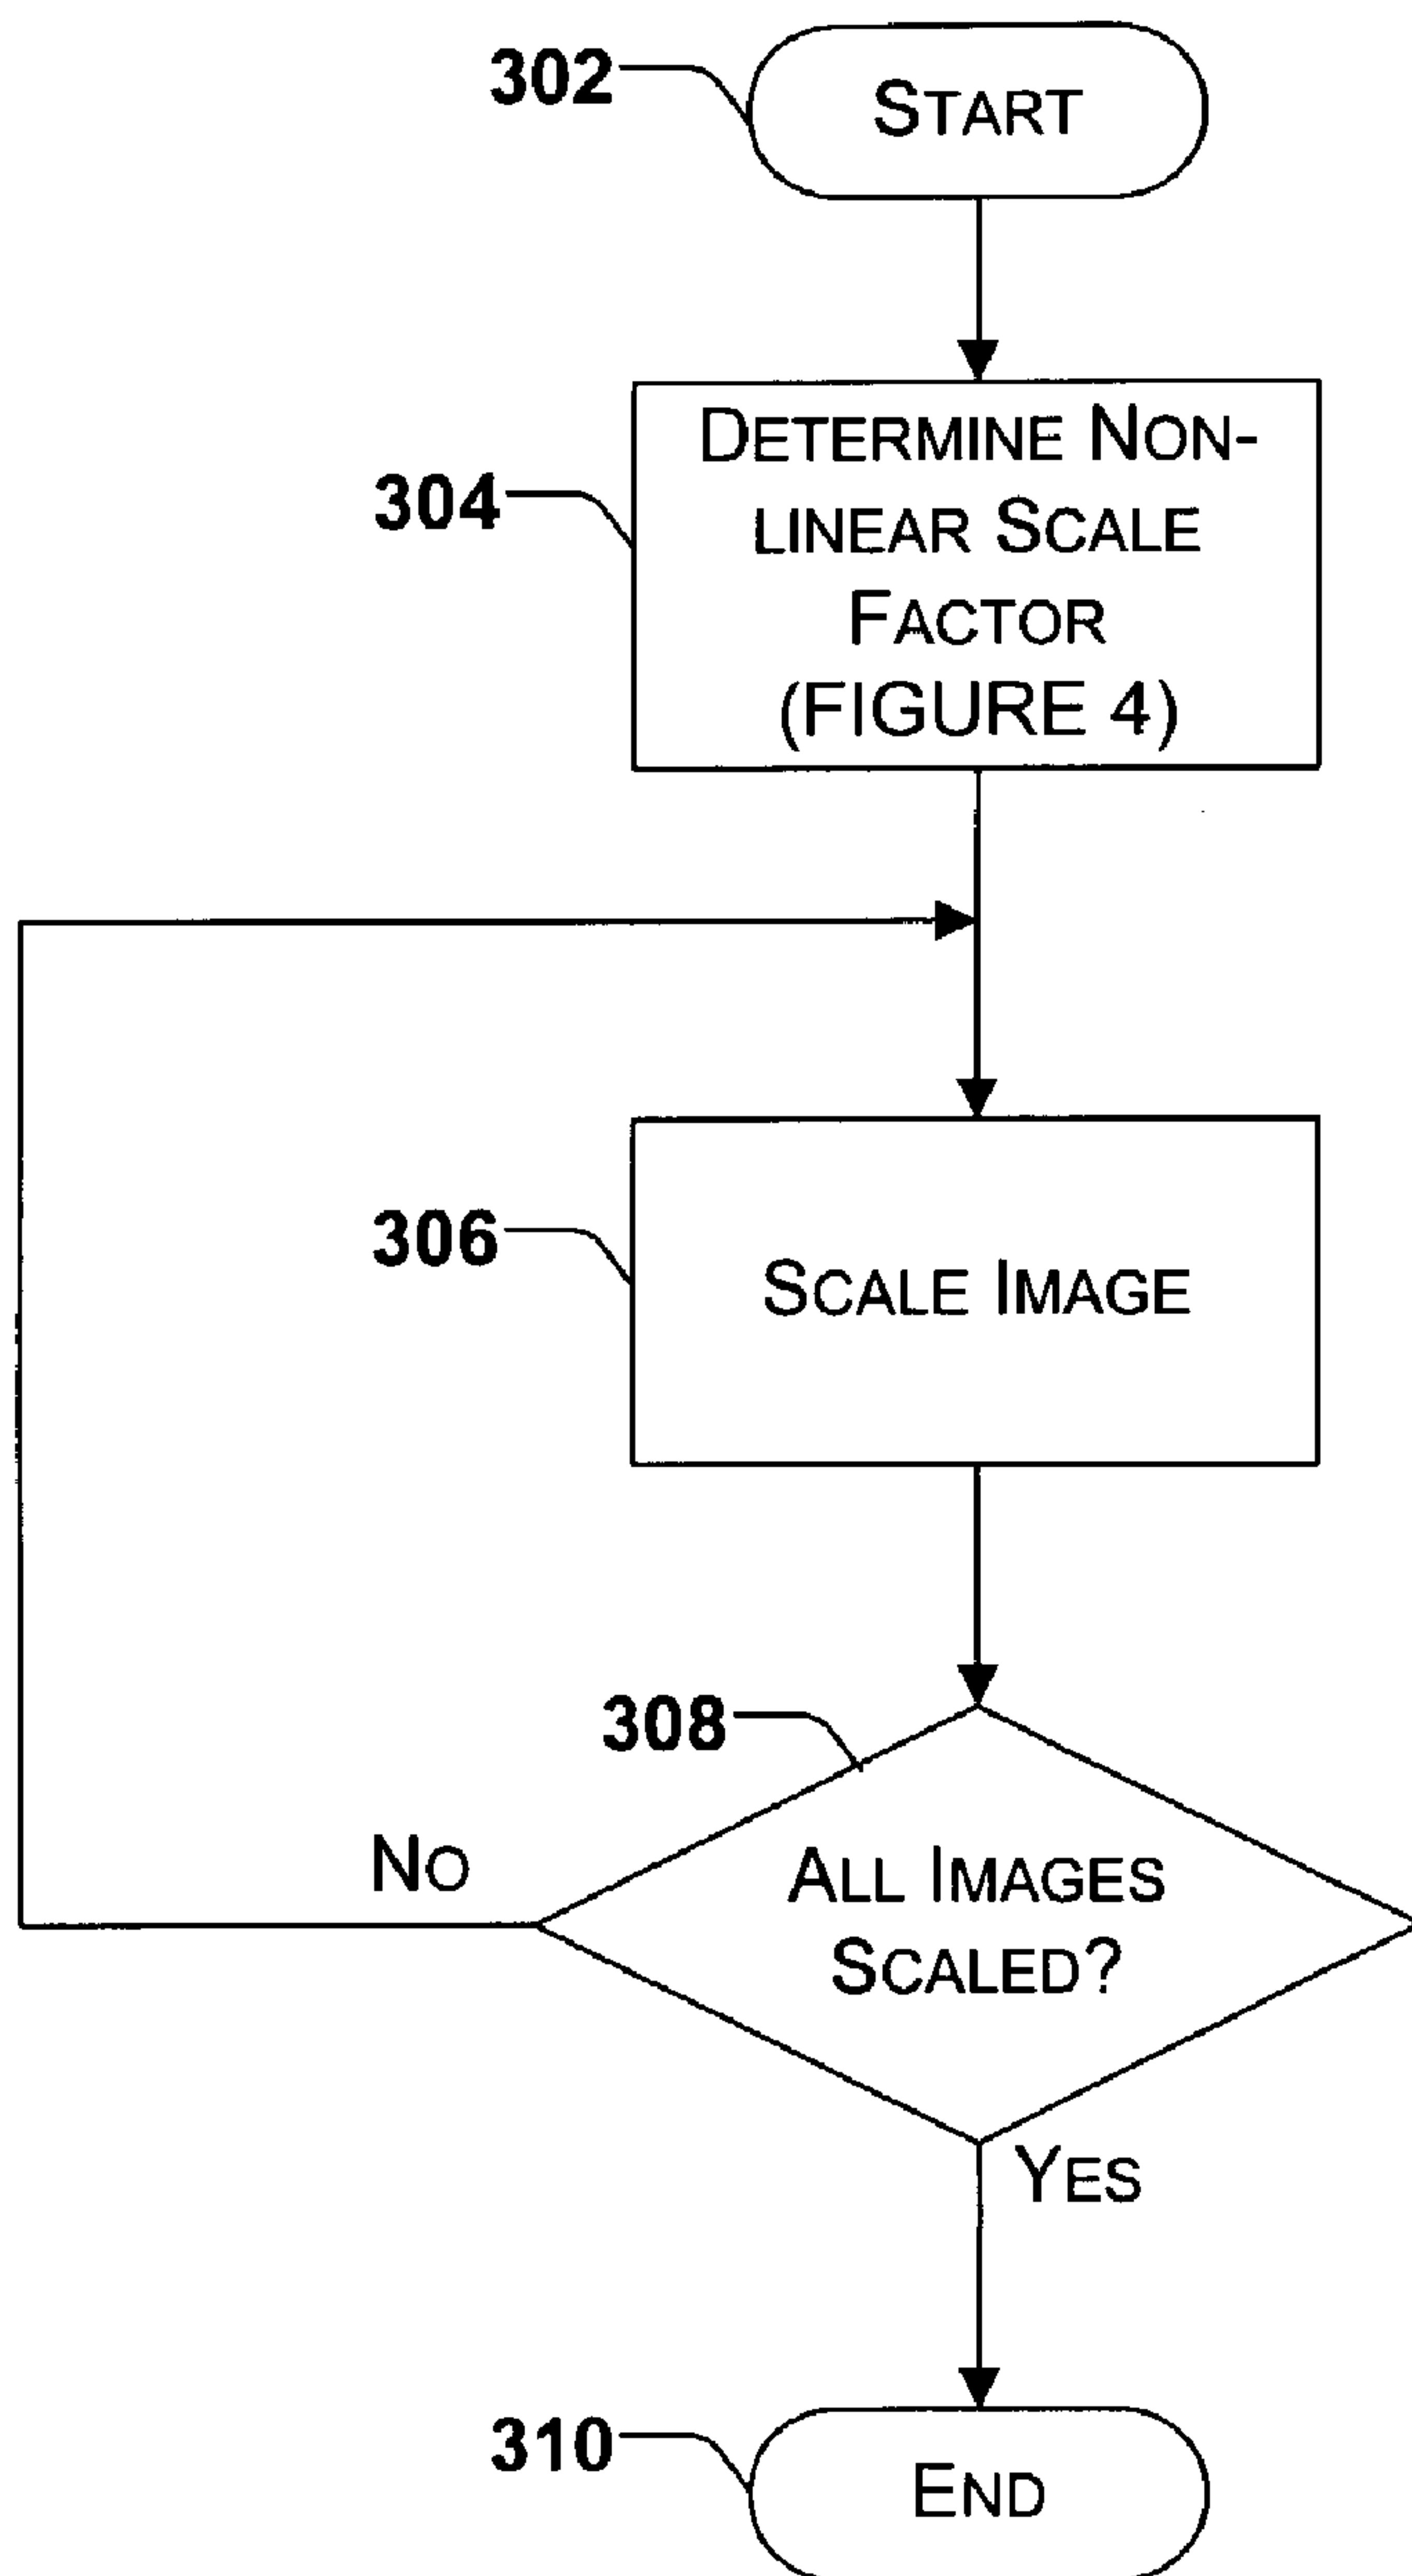 302
START
304
DETERMINE NON-
LINEAR SCALE
FACTOR
(FIGURE 4)
306
SCALE IMAGE
308
NO
ALL IMAGES
SCALED?
YES
310
END